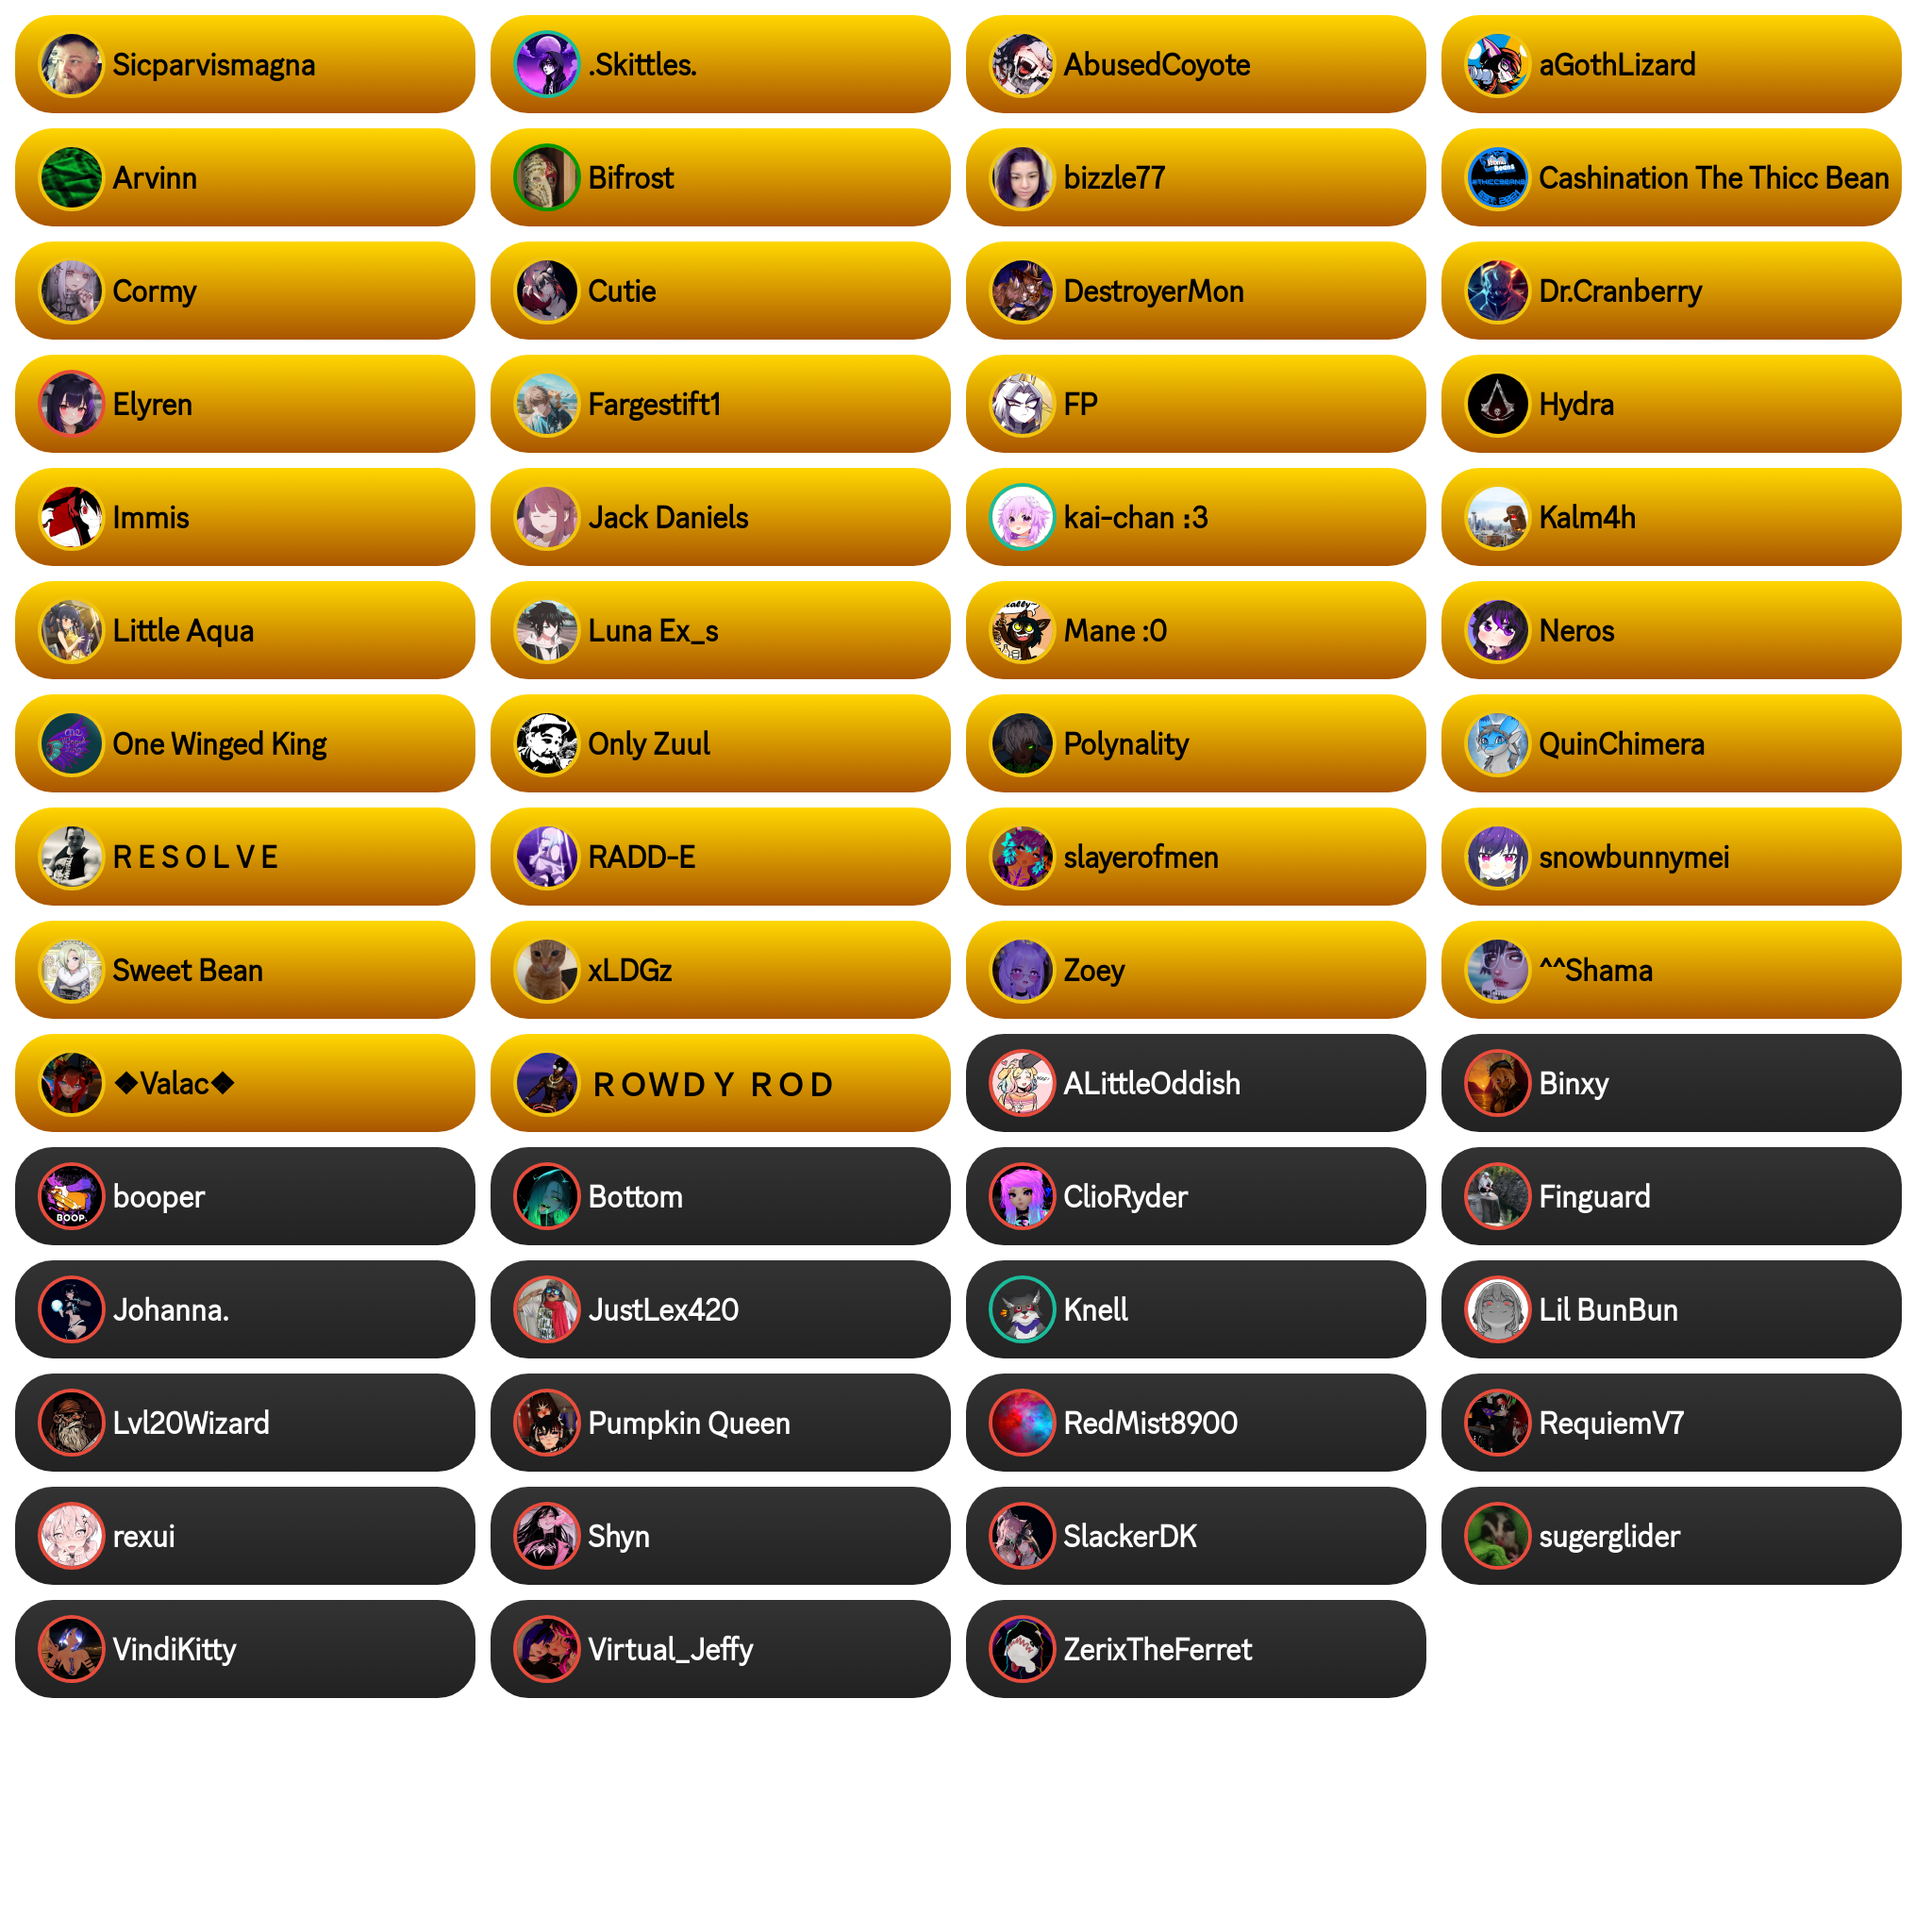 Sicparvismagna
.Skittles.
AbusedCoyote
aGothLizard
Arvinn
Bifrost
bizzle77
Cashination The Thicc Bean
Cormy
Cutie
DestroyerMon
Dr.Cranberry
Elyren
Fargestift1
FP
Hydra
Immis
Jack Daniels
kai-chan :3
Kalm4h
Little Aqua
Luna Ex_s
Mane :0
Neros
One Winged King
Only Zuul
Polynality
QuinChimera
R E S O L V E
RADD-E
slayerofmen
snowbunnymei
Sweet Bean
xLDGz
Zoey
^^Shama
❖Valac❖
ＲＯＷＤＹ ＲＯＤ
ALittleOddish
Binxy
booper
BOOP.
Bottom
ClioRyder
Finguard
Johanna.
JustLex420
Knell
Lil BunBun
Lvl20Wizard
Pumpkin Queen
RedMist8900
RequiemV7
rexui
Shyn
SlackerDK
sugerglider
VindiKitty
Virtual_Jeffy
ZerixTheFerret